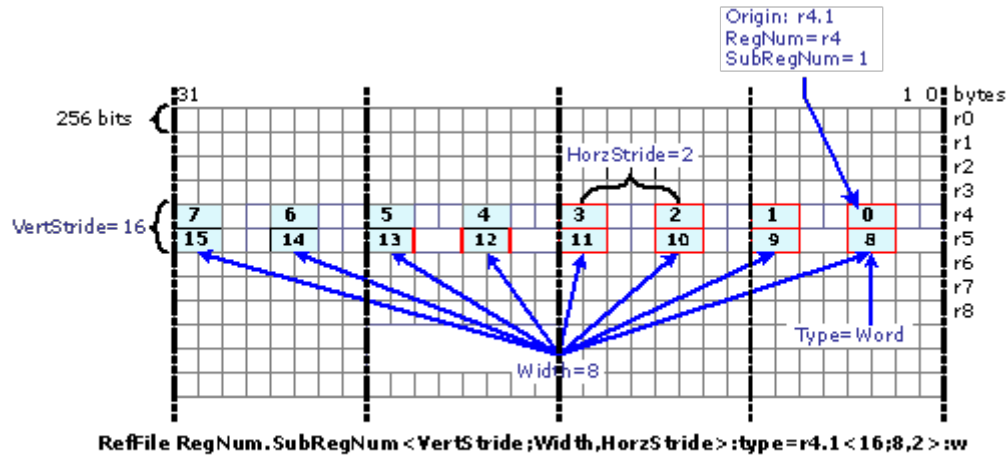 Origin: r4.1
RegNum=r4
SubRegNum=1
31 1 0 bytes
256 bits r0
r1
HorzStride=2 r2
r3
7 6 5 4 3 2 1 0 r4
VertStride=16 15 14 13 12 11 10 9 8 r5
r6
r7
r8
Type=Word
Width=8
RefFile RegNum.SubRegNum<VertStride;Width,HorzStride>:type=r4.1<16;8,2>:w